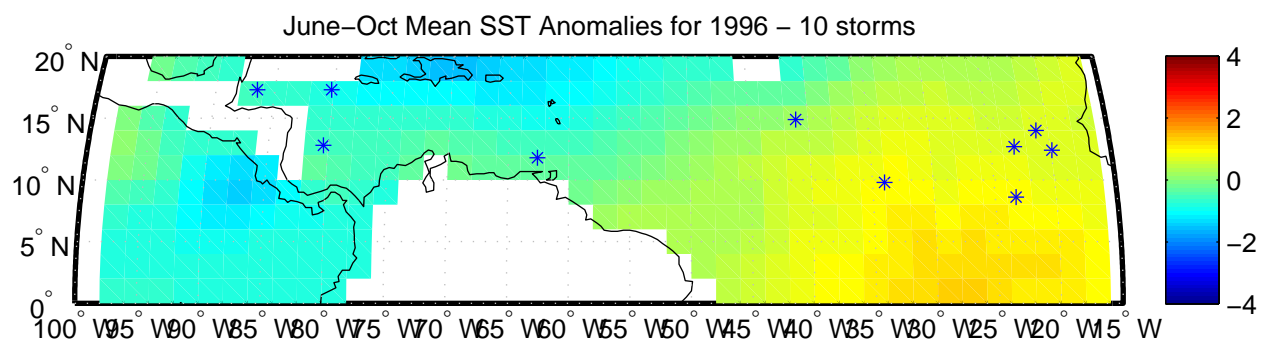 June−Oct Mean SST Anomalies for 1996 − 10 storms
20° N
15° N
10° N
5° N
0°
100° W 95° W 90° W 85° W 80° W 75° W 70° W 65° W 60° W 55° W 50° W 45° W 40° W 35° W 30° W 25° W 20° W 15° W
4
2
0
−2
−4